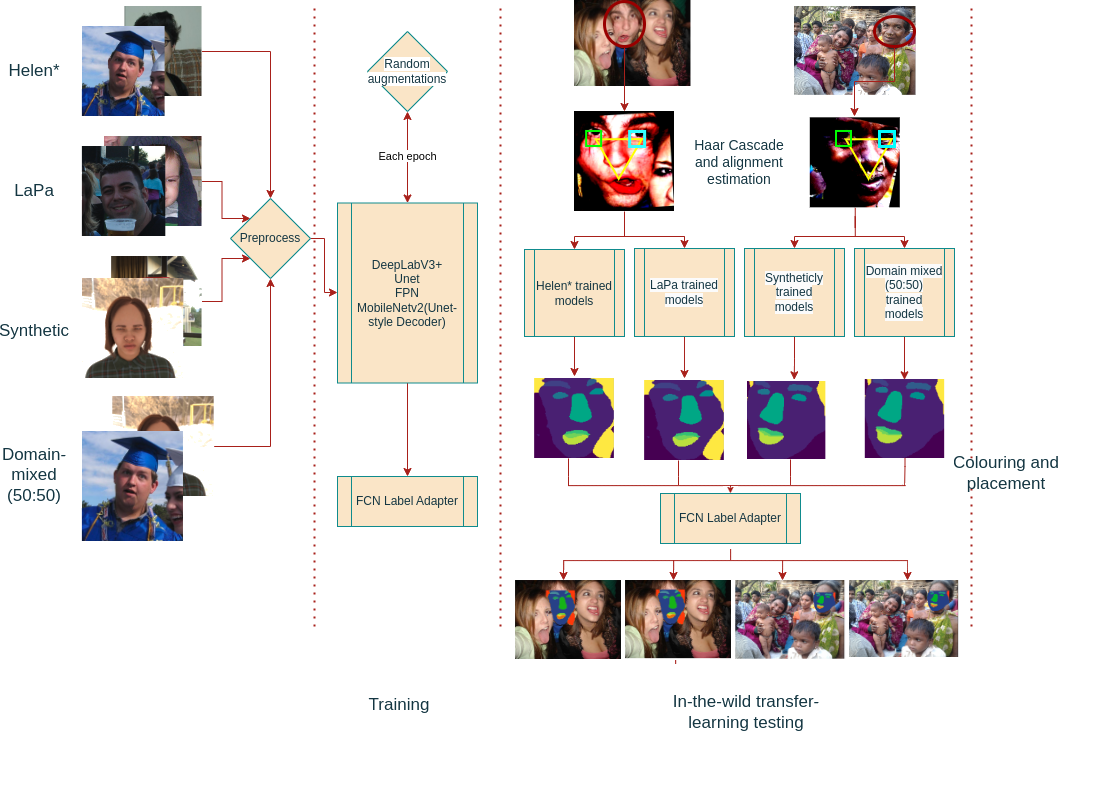 Helen*
LaPa
Synthetic
Domain-
mixed
(50:50)
Preprocess
Random
augmentations
Each epoch
DeepLabV3+
Unet
FPN
MobileNetv2(Unet-
style Decoder)
FCN Label Adapter
Training
Haar Cascade
and alignment
estimation
Helen* trained
models
LaPa trained
models
Syntheticly
trained
models
Domain mixed
(50:50)
trained
models
Colouring and
placement
FCN Label Adapter
In-the-wild transfer-
learning testing